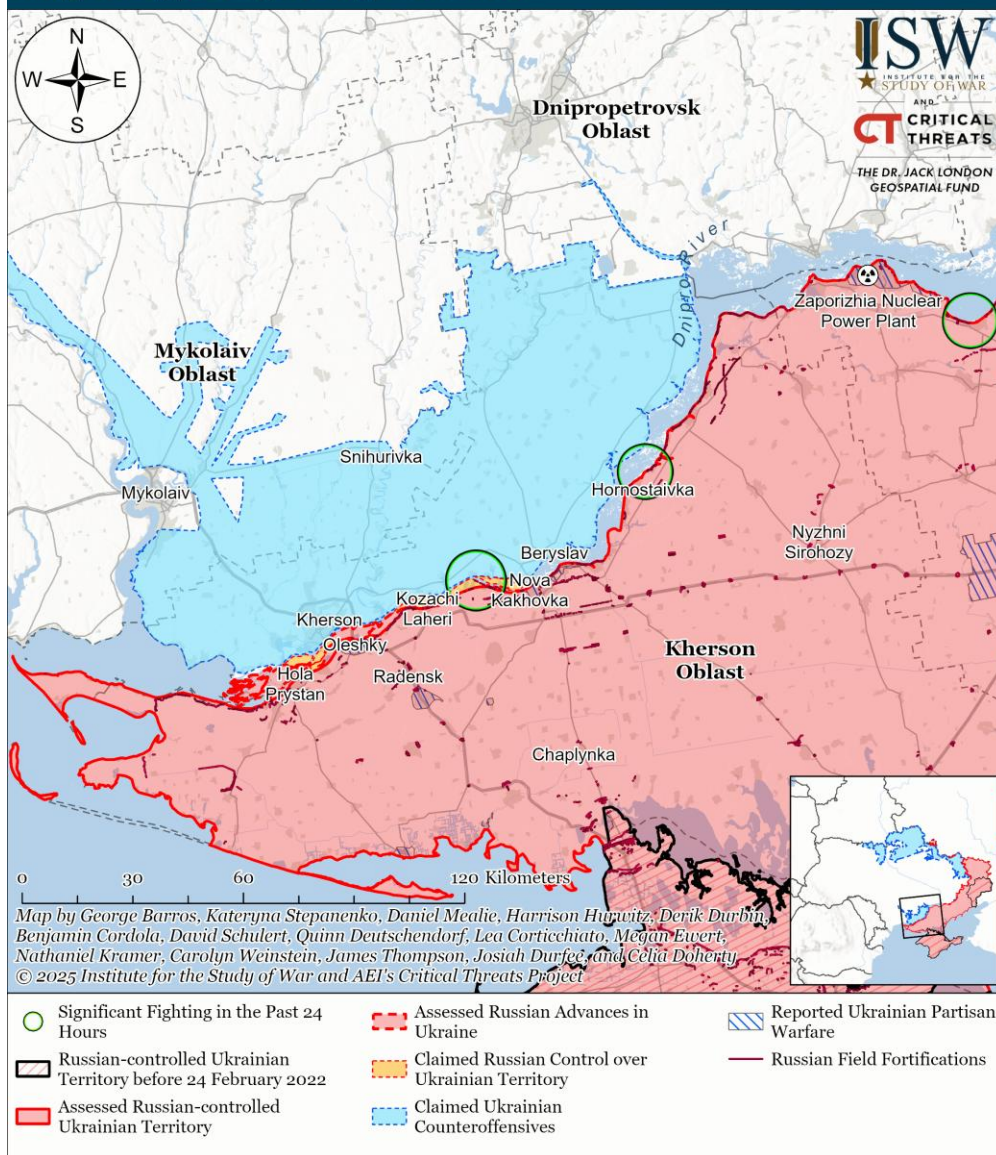 N
W E
S
ISW
INSTITUTE FOR THE
STUDY OF WAR
AND
CT CRITICAL
THREATS
THE DR. JACK LONDON
GEOSPATIAL FUND
Dnipropetrovsk
Oblast
Dnipro River
Zaporizhia Nuclear
Power Plant
Mykolaiv
Oblast
Snihurivka
Mykolaiv
Hornostaivka
Nyzhni
Sirohozy
Beryslav
Nova
Kakhovka
Kozachi
Laheri
Kherson
Oleshky
Kherson
Oblast
Hola
Prystan
Radensk
Chaplynka
0 30 60 120 Kilometers
Map by George Barros, Kateryna Stepanenko, Daniel Mealie, Harrison Hurwitz, Derik Durbin,
Benjamin Cordola, David Schulert, Quinn Deutschendorf, Lea Corticchiato, Megan Ewert,
Nathaniel Kramer, Carolyn Weinstein, James Thompson, Josiah Durfee, and Celia Doherty
© 2025 Institute for the Study of War and AEI's Critical Threats Project
Significant Fighting in the Past 24
Hours
Russian-controlled Ukrainian
Territory before 24 February 2022
Assessed Russian-controlled
Ukrainian Territory
Assessed Russian Advances in
Ukraine
Claimed Russian Control over
Ukrainian Territory
Claimed Ukrainian
Counteroffensives
Reported Ukrainian Partisan
Warfare
Russian Field Fortifications